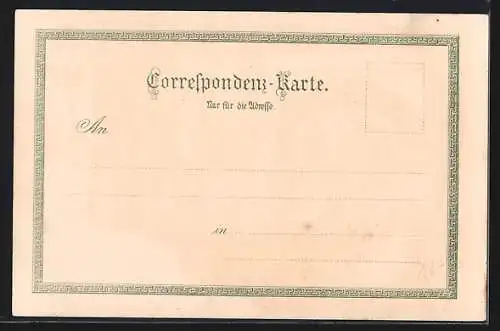 Correſpondenz-Karte.
Nur für die Adreſſe.
An
in